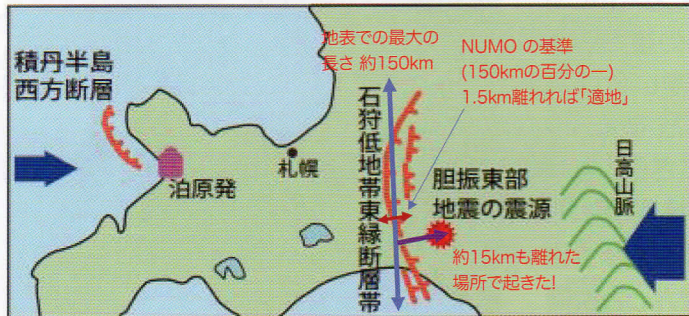 積丹半島
西方断層
泊原発
札幌
地表での最大の
長さ 約150km
石狩低地帯東縁断層帯
NUMO の基準
(150kmの百分の一)
1.5km離れれば「適地」
胆振東部
地震の震源
約15kmも離れた
場所で起きた!
日高山脈